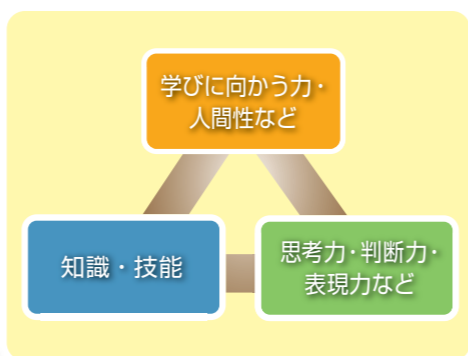 学びに向かう力・
人間性など
知識・技能
思考力・判断力・
表現力など